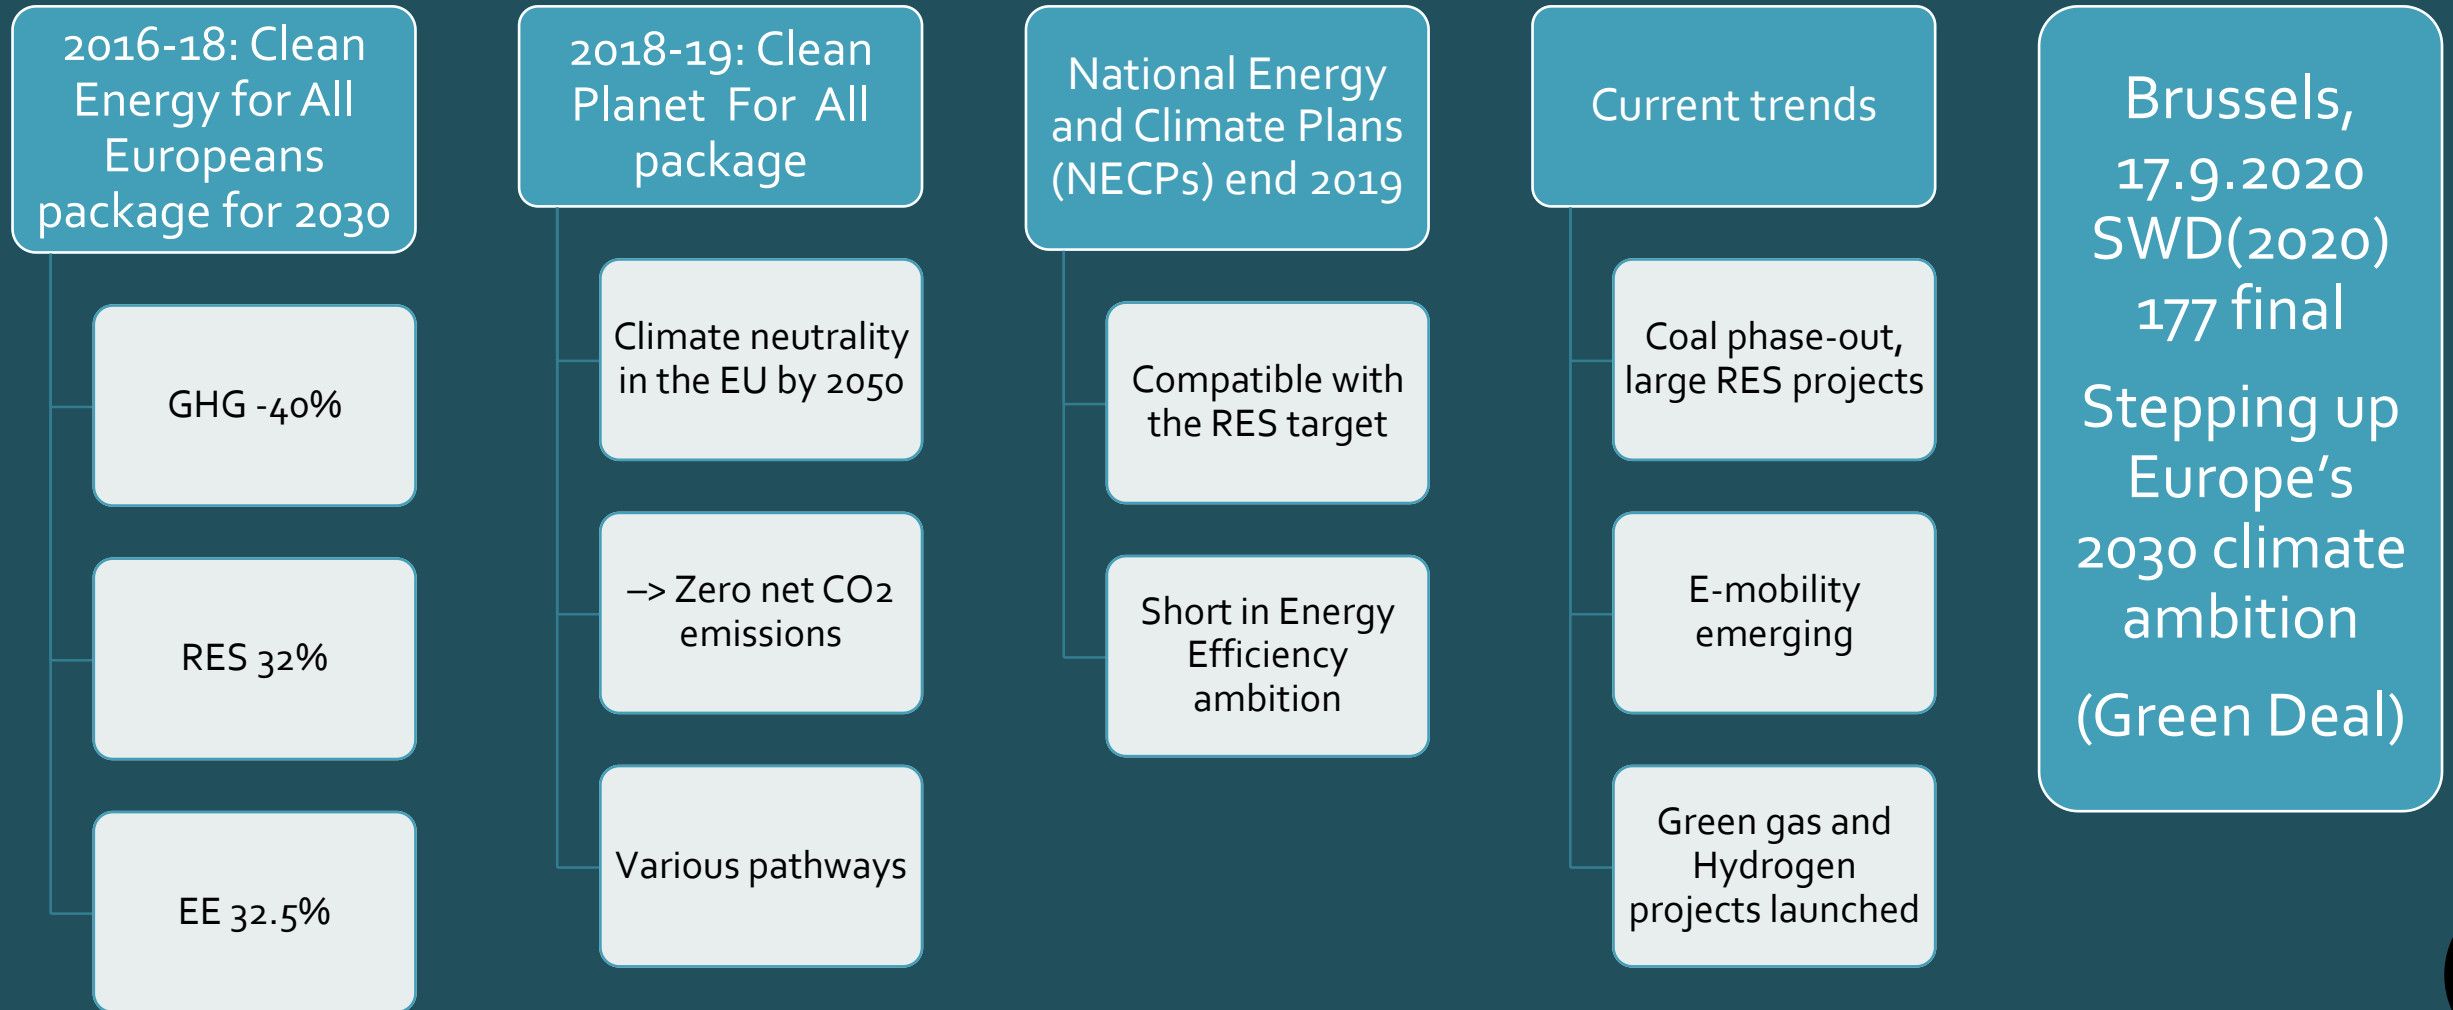 2016-18: Clean
Energy for All
Europeans
package for 2030
GHG -40%
RES 32%
EE 32.5%
2018-19: Clean
Planet For All
package
Climate neutrality
in the EU by 2050
–> Zero net CO2
emissions
Various pathways
National Energy
and Climate Plans
(NECPs) end 2019
Compatible with
the RES target
Short in Energy
Efficiency
ambition
Current trends
Coal phase-out,
large RES projects
E-mobility
emerging
Green gas and
Hydrogen
projects launched
Brussels,
17.9.2020
SWD(2020)
177 final
Stepping up
Europe’s
2030 climate
ambition
(Green Deal)